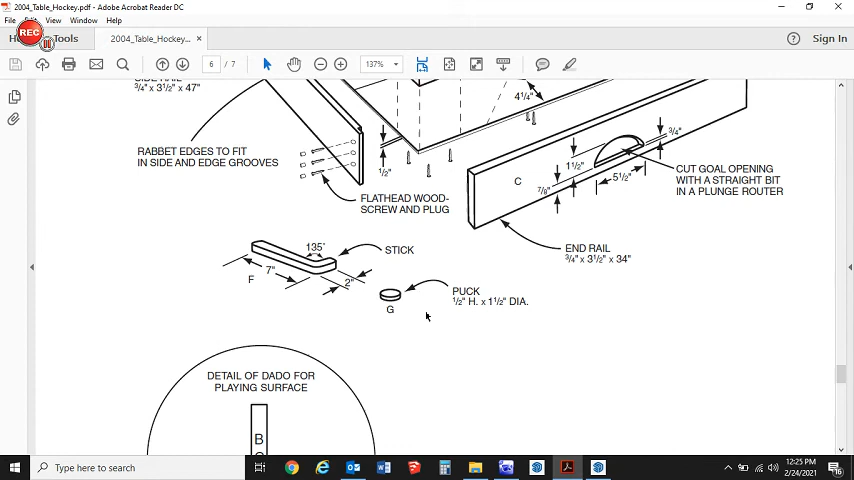 2004_Table_Hockey.pdf - Adobe Acrobat Reader DC
File Edit View Window Help
REC
Tools
2004_Table_Hockey... ×
Sign In
6 / 7
137%
SIDE RAIL
3/4" x 3 1/2" x 47"
4 1/4"
RABBET EDGES TO FIT
IN SIDE AND EDGE GROOVES
1/2"
FLATHEAD WOOD-
SCREW AND PLUG
C
1 1/2"
7/8"
5 1/2"
3/4"
CUT GOAL OPENING
WITH A STRAIGHT BIT
IN A PLUNGE ROUTER
END RAIL
3/4" x 3 1/2" x 34"
135°
STICK
7"
F
2"
PUCK
1/2" H. x 1 1/2" DIA.
G
DETAIL OF DADO FOR
PLAYING SURFACE
B
Type here to search
12:25 PM
2/24/2021
16